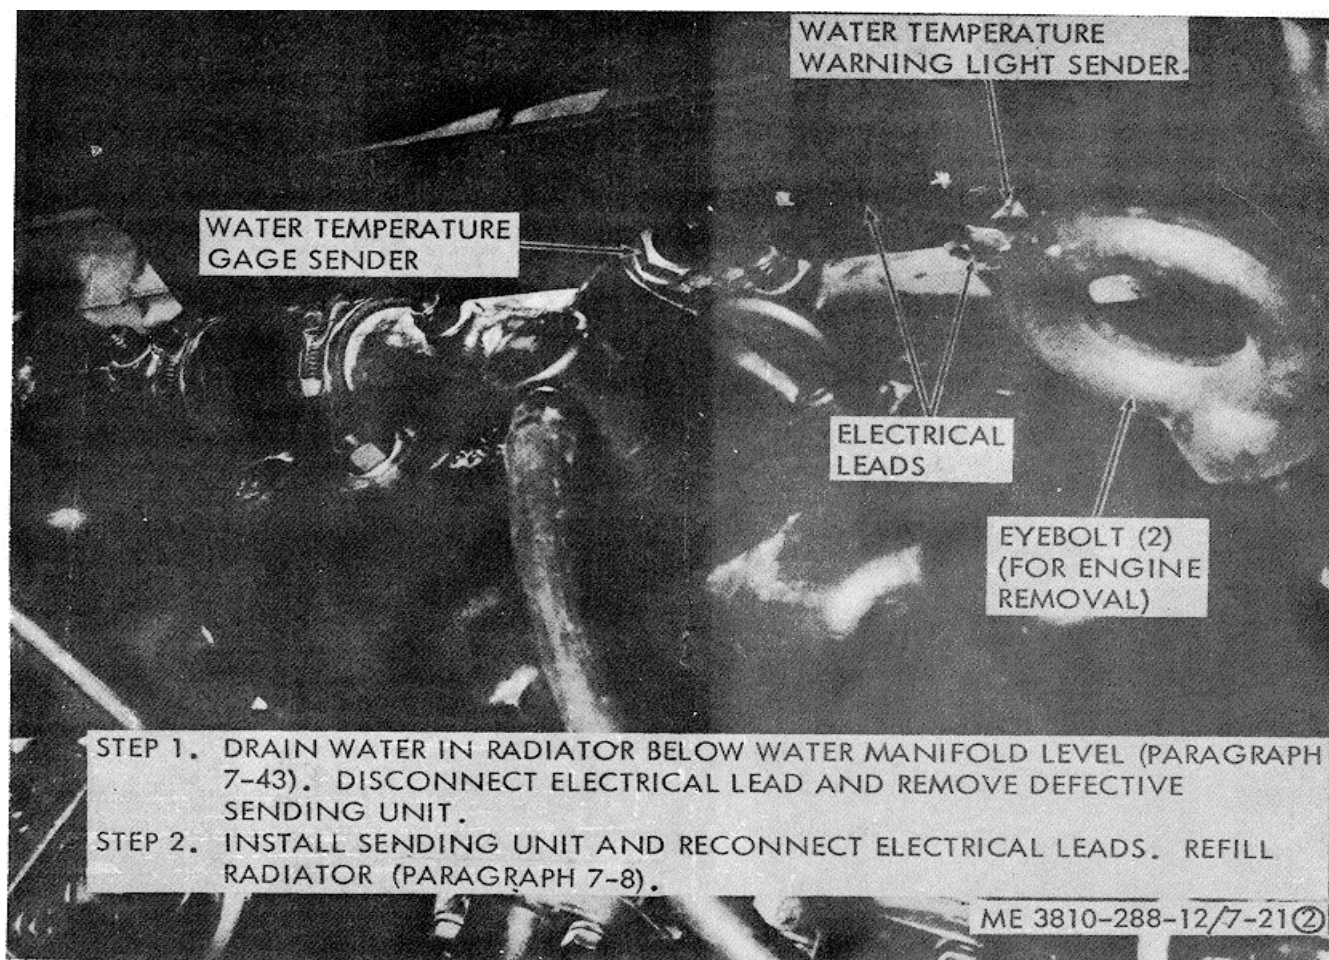 WATER TEMPERATURE
WARNING LIGHT SENDER.
WATER TEMPERATURE
GAGE SENDER
ELECTRICAL
LEADS
EYEBOLT (2)
(FOR ENGINE
REMOVAL)
STEP 1. DRAIN WATER IN RADIATOR BELOW WATER MANIFOLD LEVEL (PARAGRAPH
7-43). DISCONNECT ELECTRICAL LEAD AND REMOVE DEFECTIVE
SENDING UNIT.
STEP 2. INSTALL SENDING UNIT AND RECONNECT ELECTRICAL LEADS. REFILL
RADIATOR (PARAGRAPH 7-8).
ME 3810-288-12/7-21②